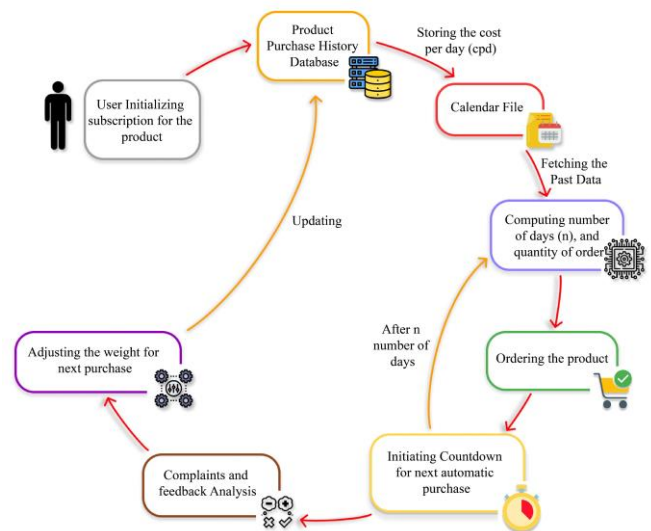 Product
Purchase History
Database
Storing the cost
per day (cpd)
User Initializing
subscription for the
product
Calendar File
Fetching the
Past Data
Computing number
of days (n), and
quantity of order
Updating
After n
number of
days
Adjusting the weight for
next purchase
Ordering the product
Initiating Countdown
for next automatic
purchase
Complaints and
feedback Analysis